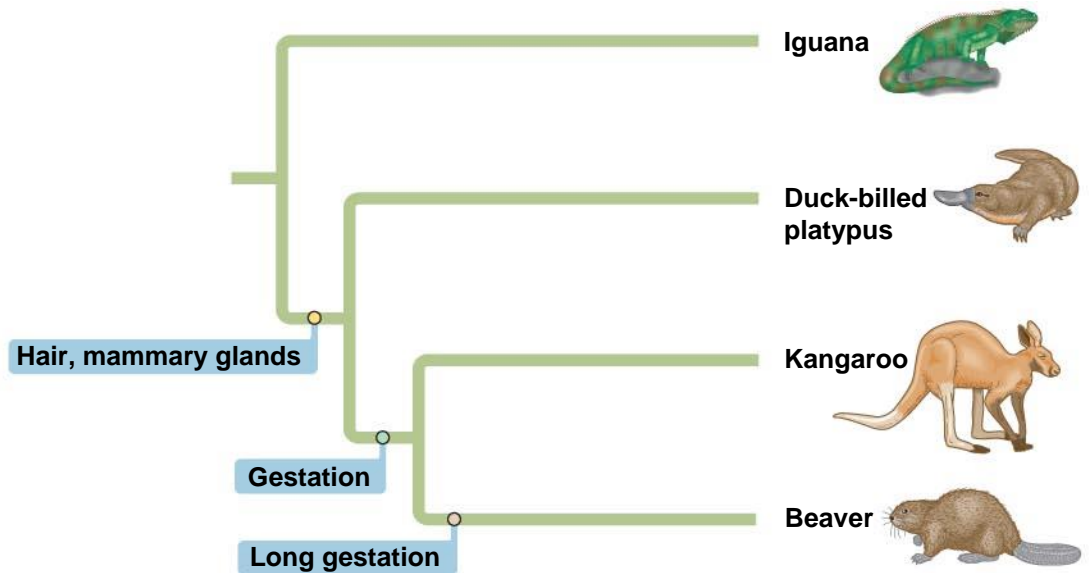 Iguana
Duck-billed
platypus
Hair, mammary glands
Kangaroo
Gestation
Beaver
Long gestation